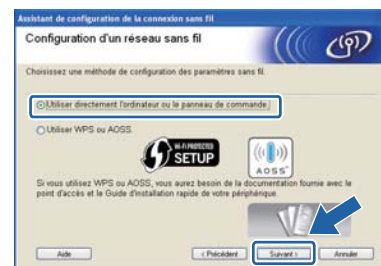 Assistant de configuration de la connexion sans fil
Configuration d'un réseau sans fil
Choisissez une méthode de configuration des paramètres sans fil.
Utiliser directement l'ordinateur ou le panneau de commande.
Utiliser WPS ou AOSS.
Wi-Fi PROTECTED
SETUP
AOSS™
Si vous utilisez WPS ou AOSS, vous aurez besoin de la documentation fournie avec le
point d'accès et le Guide d'installation rapide de votre périphérique.
Aide
< Précédent
Suivant >
Annuler